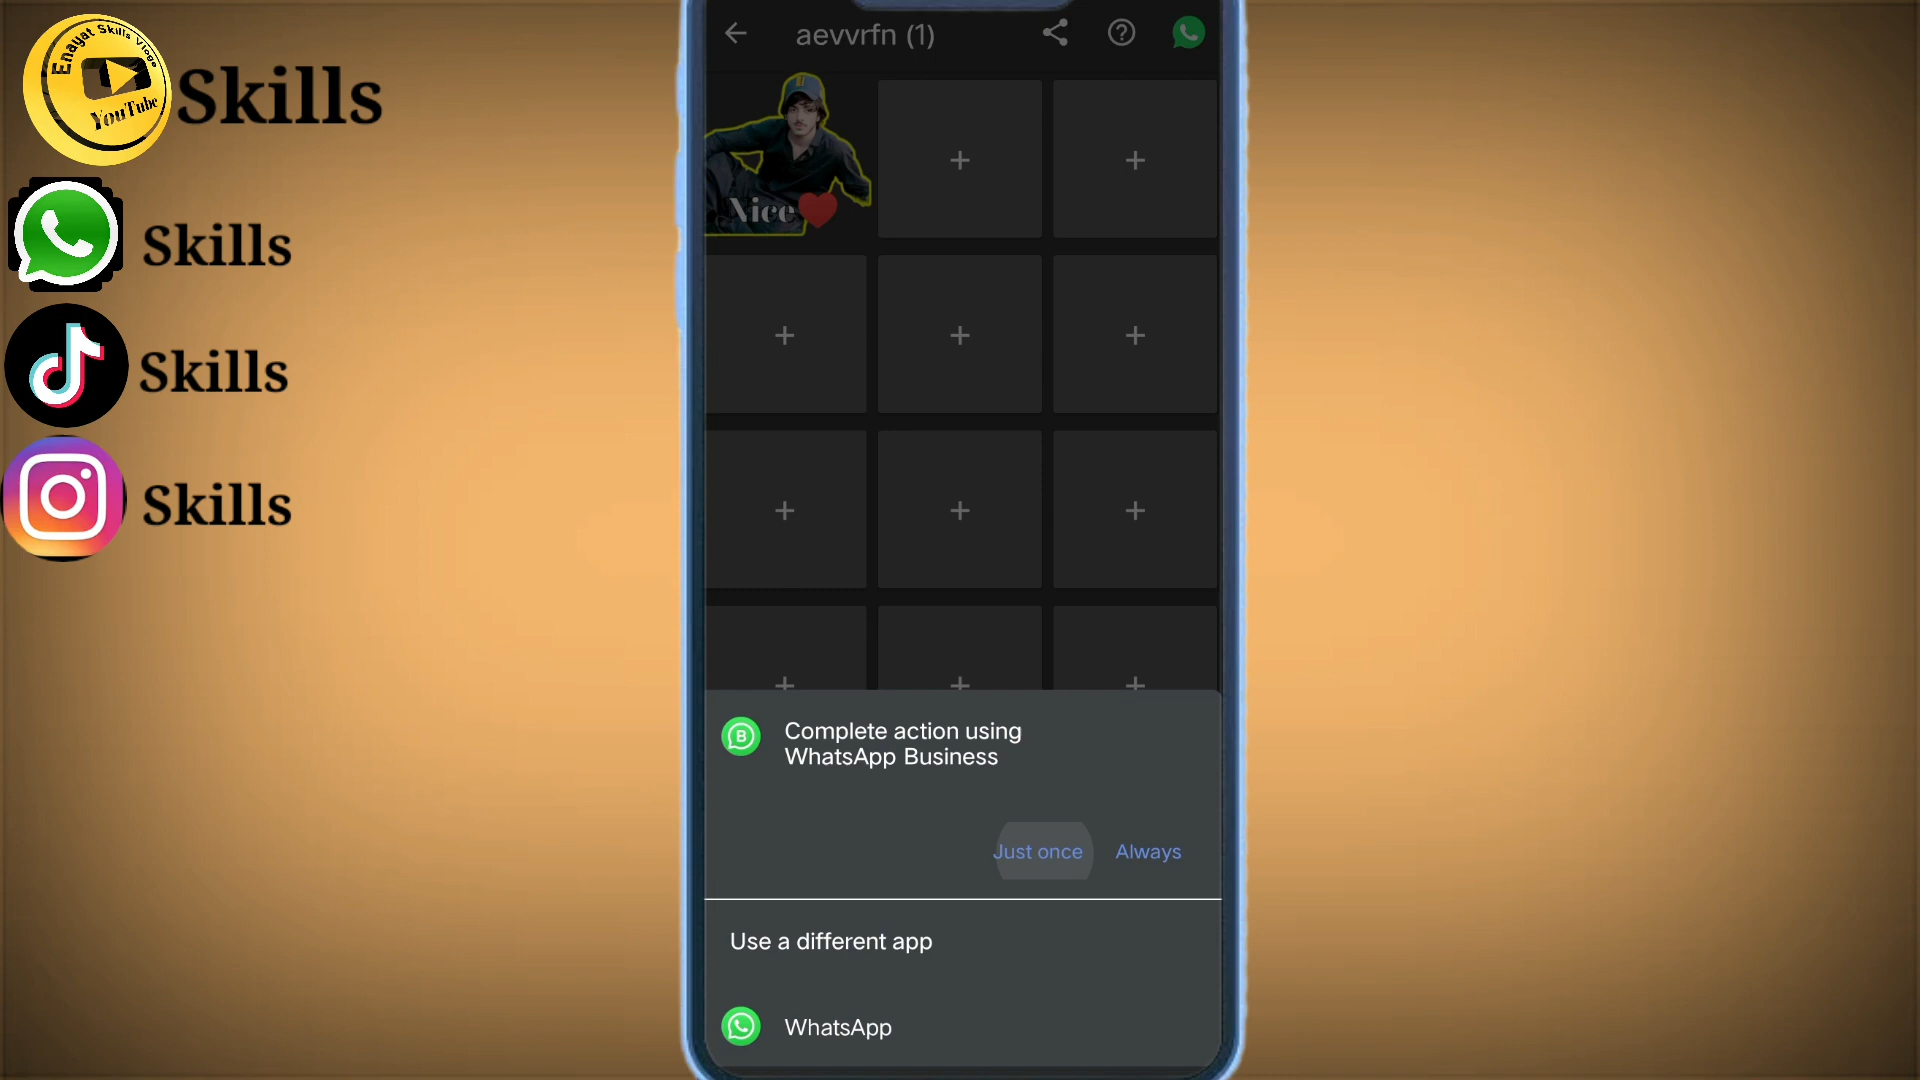 Enayat Skills Vloge
YouTube
Skills
Skills
Skills
Skills
aevvrfn (1)
Nice
Complete action using
WhatsApp Business
Just once
Always
Use a different app
WhatsApp